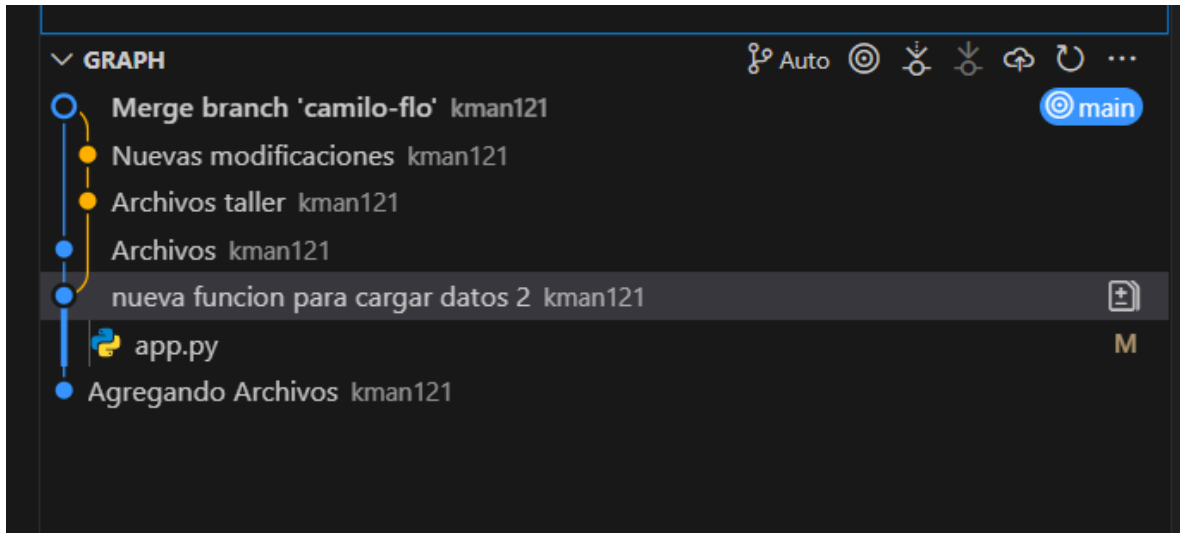 GRAPH Auto
Merge branch 'camilo-flo' kman121 main
Nuevas modificaciones kman121
Archivos taller kman121
Archivos kman121
nueva funcion para cargar datos 2 kman121
app.py M
Agregando Archivos kman121